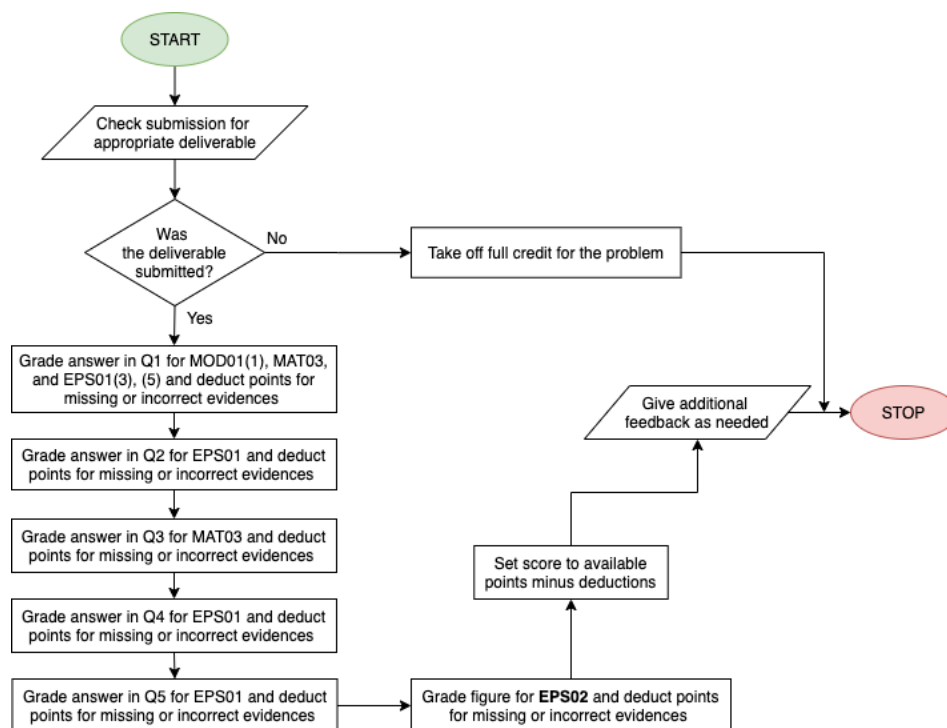 START
Check submission for
appropriate deliverable
Was
the deliverable
submitted?
No
Take off full credit for the problem
Yes
Grade answer in Q1 for MOD01(1), MAT03,
and EPS01(3), (5) and deduct points for
missing or incorrect evidences
Grade answer in Q2 for EPS01 and deduct
points for missing or incorrect evidences
Grade answer in Q3 for MAT03 and deduct
points for missing or incorrect evidences
Grade answer in Q4 for EPS01 and deduct
points for missing or incorrect evidences
Grade answer in Q5 for EPS01 and deduct
points for missing or incorrect evidences
Grade figure for EPS02 and deduct points
for missing or incorrect evidences
Set score to available
points minus deductions
Give additional
feedback as needed
STOP